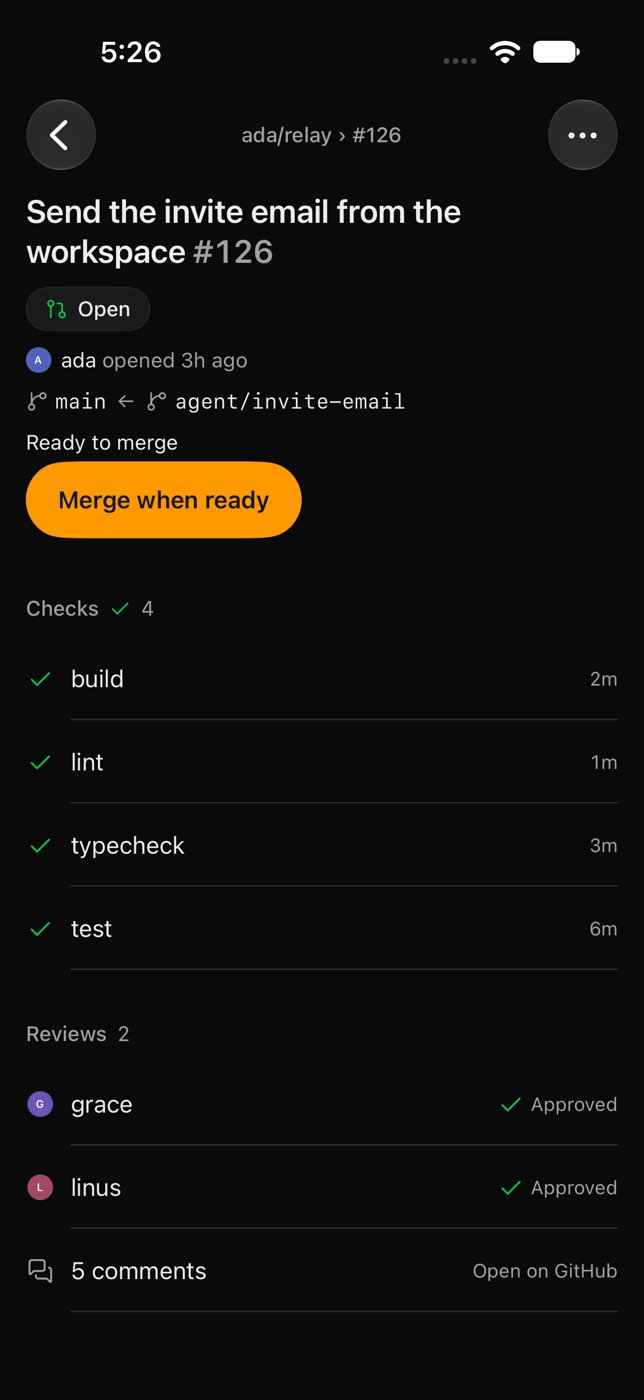 5:26
ada/relay › #126
Send the invite email from the
workspace #126
Open
A ada opened 3h ago
main ← agent/invite-email
Ready to merge
Merge when ready
Checks 4
build 2m
lint 1m
typecheck 3m
test 6m
Reviews 2
G grace Approved
L linus Approved
5 comments Open on GitHub